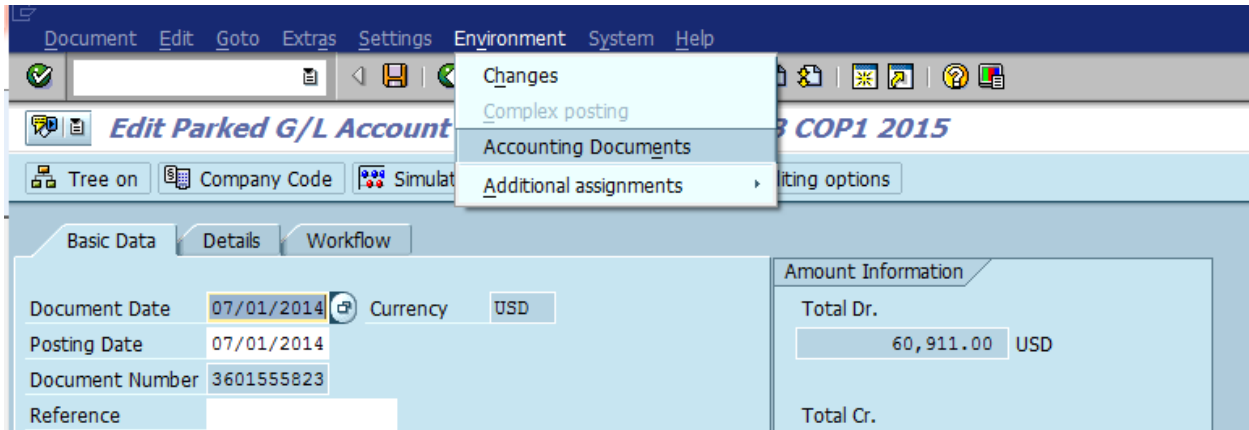 Document Edit Goto Extras Settings Environment System Help
Changes
Complex posting
Accounting Documents
Additional assignments
Edit Parked G/L Account COP1 2015
Tree on Company Code Simulat options
Basic Data Details Workflow
Amount Information
Document Date 07/01/2014 Currency USD
Total Dr.
Posting Date 07/01/2014
60,911.00 USD
Document Number 3601555823
Reference
Total Cr.